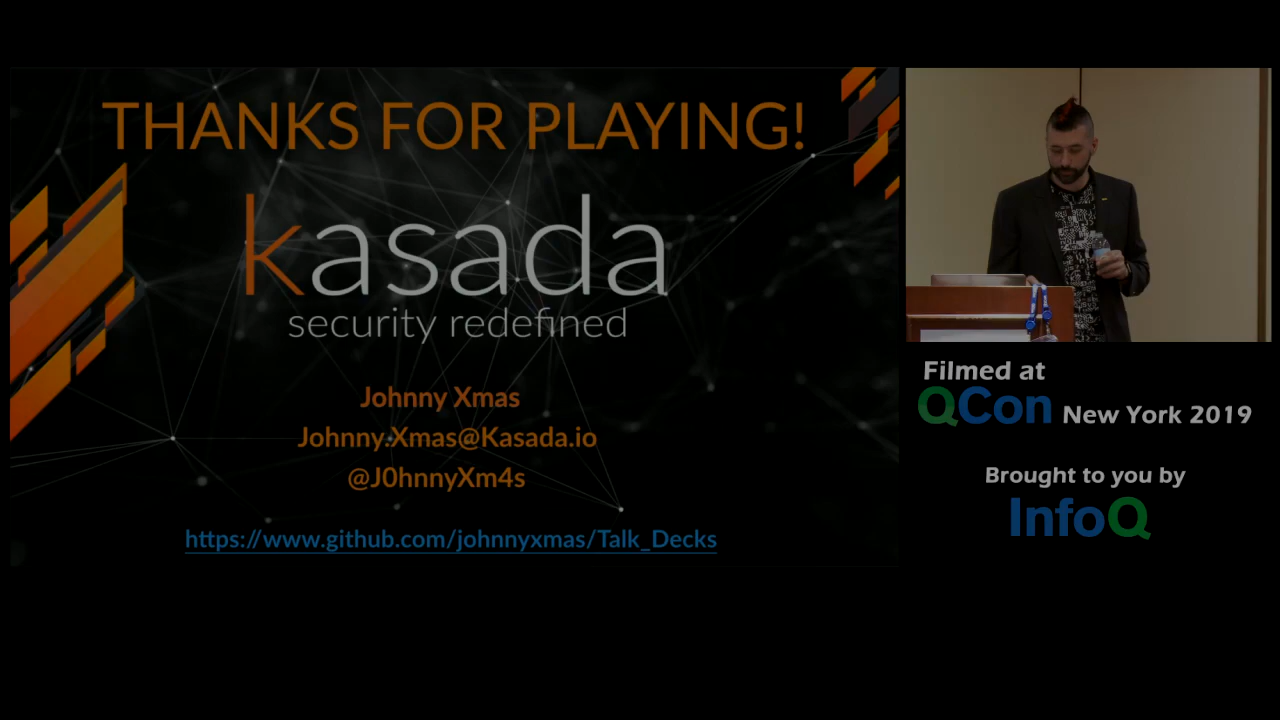 THANKS FOR PLAYING!
kasada
security redefined
Johnny Xmas
Johnny.Xmas@Kasada.io
@J0hnnyXm4s
https://www.github.com/johnnyxmas/Talk_Decks
Filmed at
QCon New York 2019
Brought to you by
InfoQ